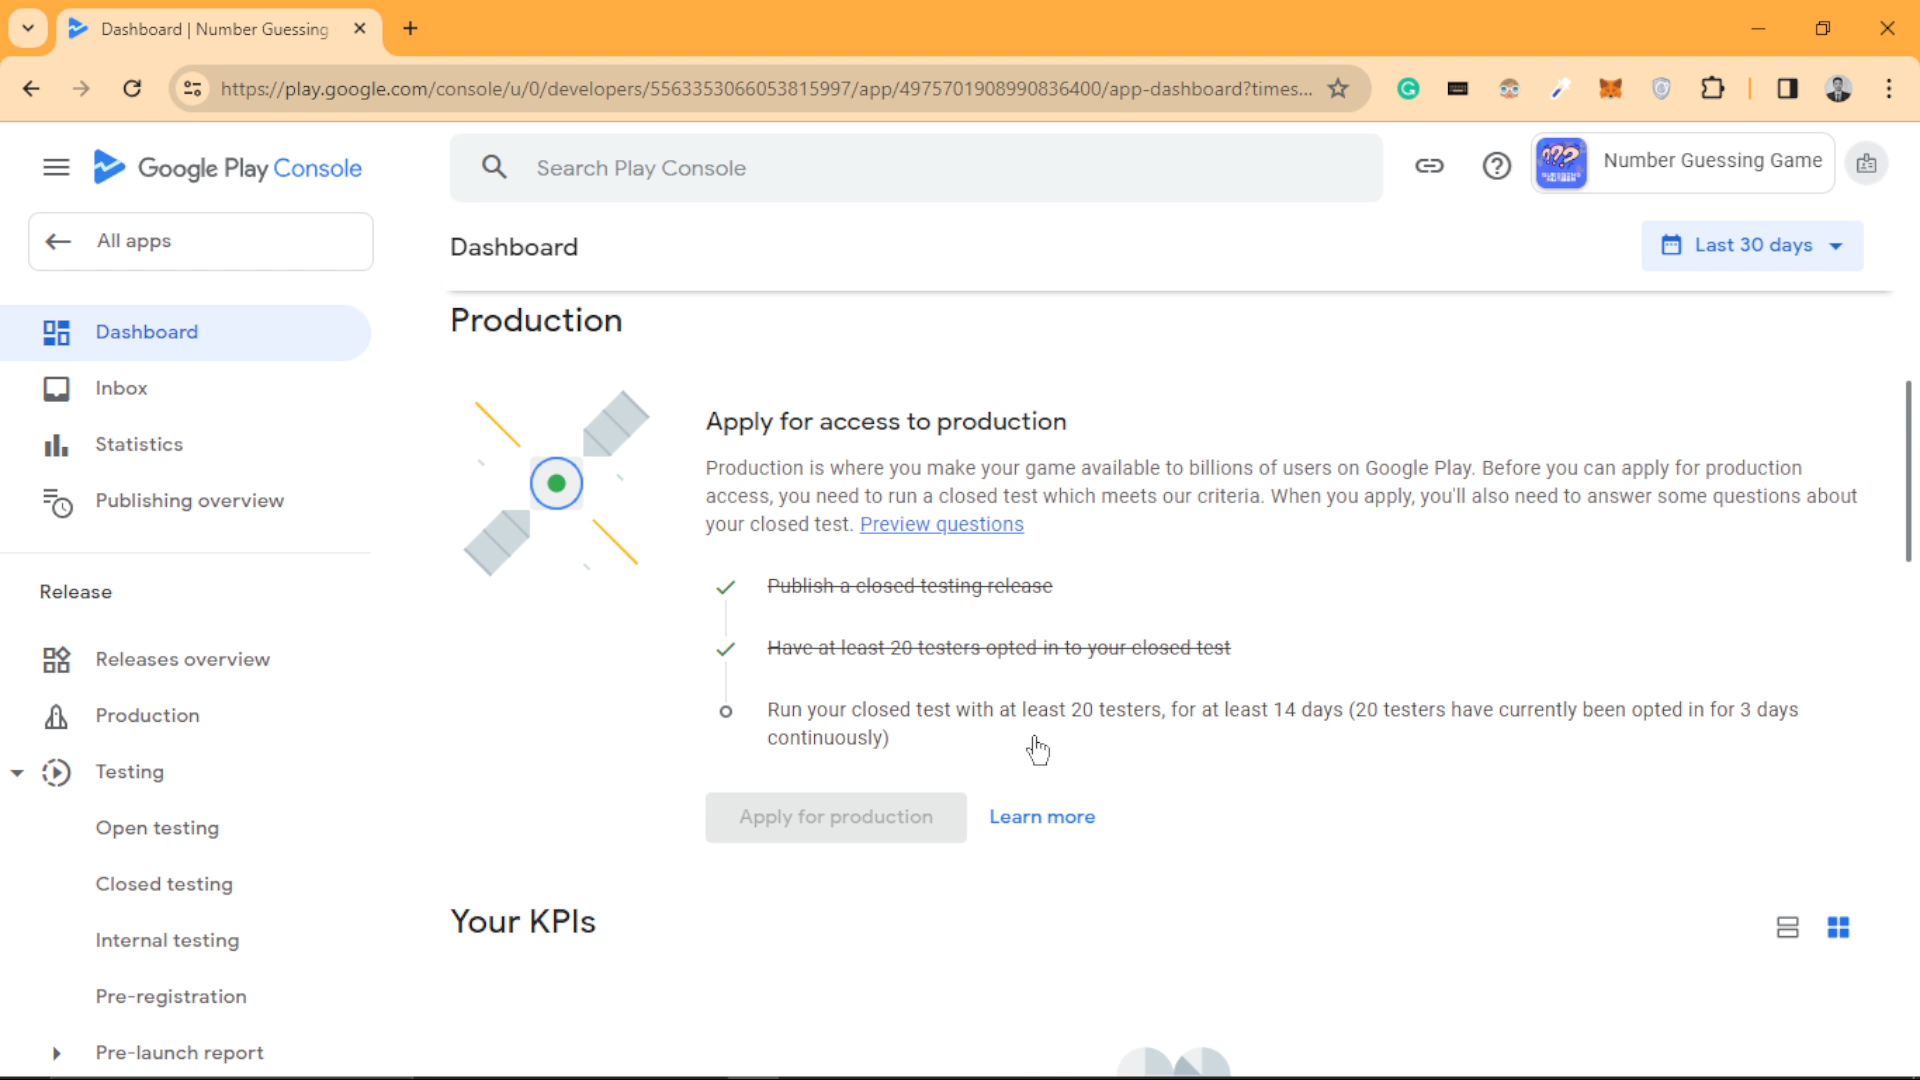 Dashboard | Number Guessing
https://play.google.com/console/u/0/developers/5563353066053815997/app/4975701908990836400/app-dashboard?times...
Google Play Console
Search Play Console
???
Number Guessing Game
All apps
Dashboard
Last 30 days
Dashboard
Inbox
Statistics
Publishing overview
Release
Releases overview
Production
Testing
Open testing
Closed testing
Internal testing
Pre-registration
Pre-launch report
Production
Apply for access to production
Production is where you make your game available to billions of users on Google Play. Before you can apply for production
access, you need to run a closed test which meets our criteria. When you apply, you'll also need to answer some questions about
your closed test. Preview questions
Publish a closed testing release
Have at least 20 testers opted in to your closed test
Run your closed test with at least 20 testers, for at least 14 days (20 testers have currently been opted in for 3 days
continuously)
Apply for production
Learn more
Your KPIs